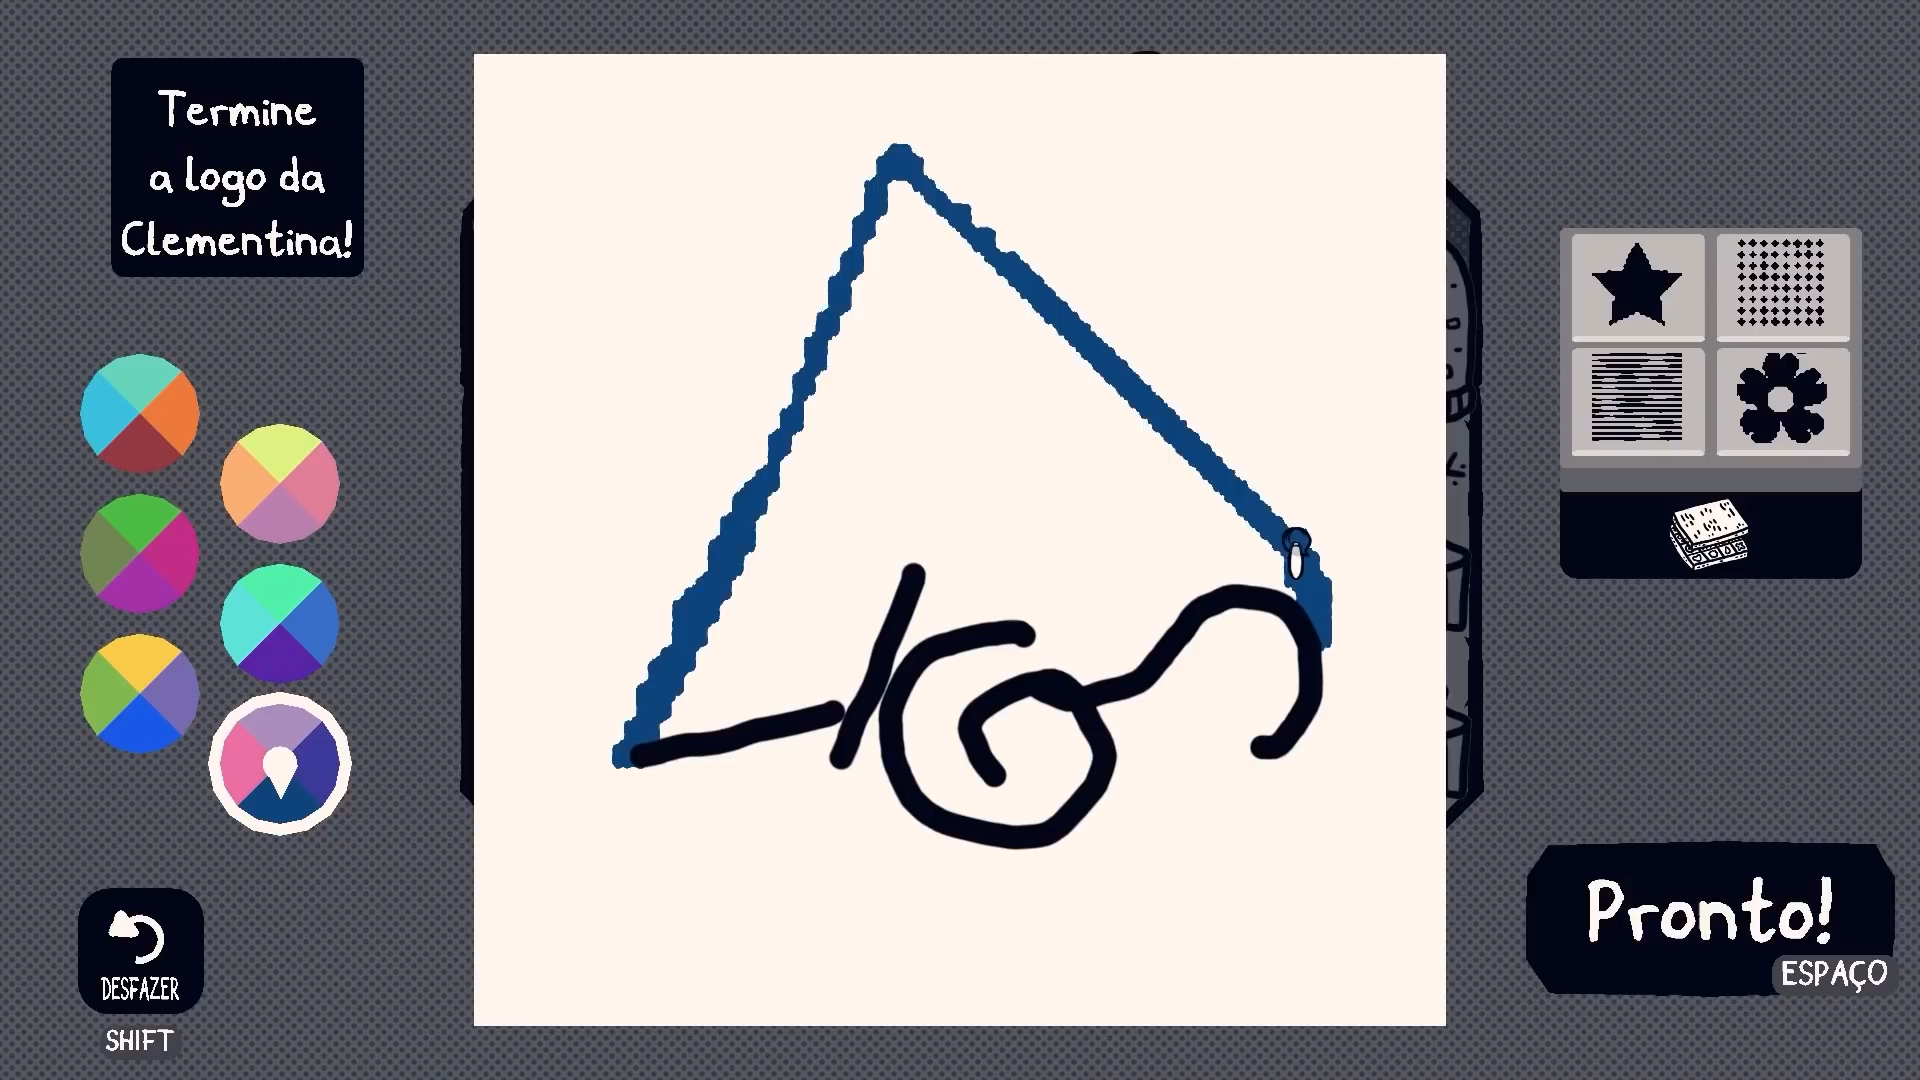 Termine
a logo da
Clementina!
DESFAZER
SHIFT
Pronto!
ESPAÇO